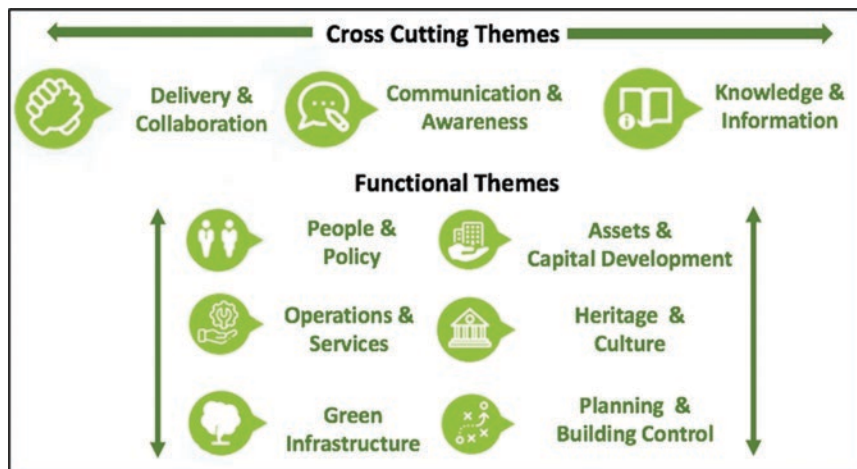 Cross Cutting Themes
Delivery &
Collaboration
Communication &
Awareness
Knowledge &
Information
Functional Themes
People &
Policy
Assets &
Capital Development
Operations &
Services
Heritage &
Culture
Green
Infrastructure
Planning &
Building Control